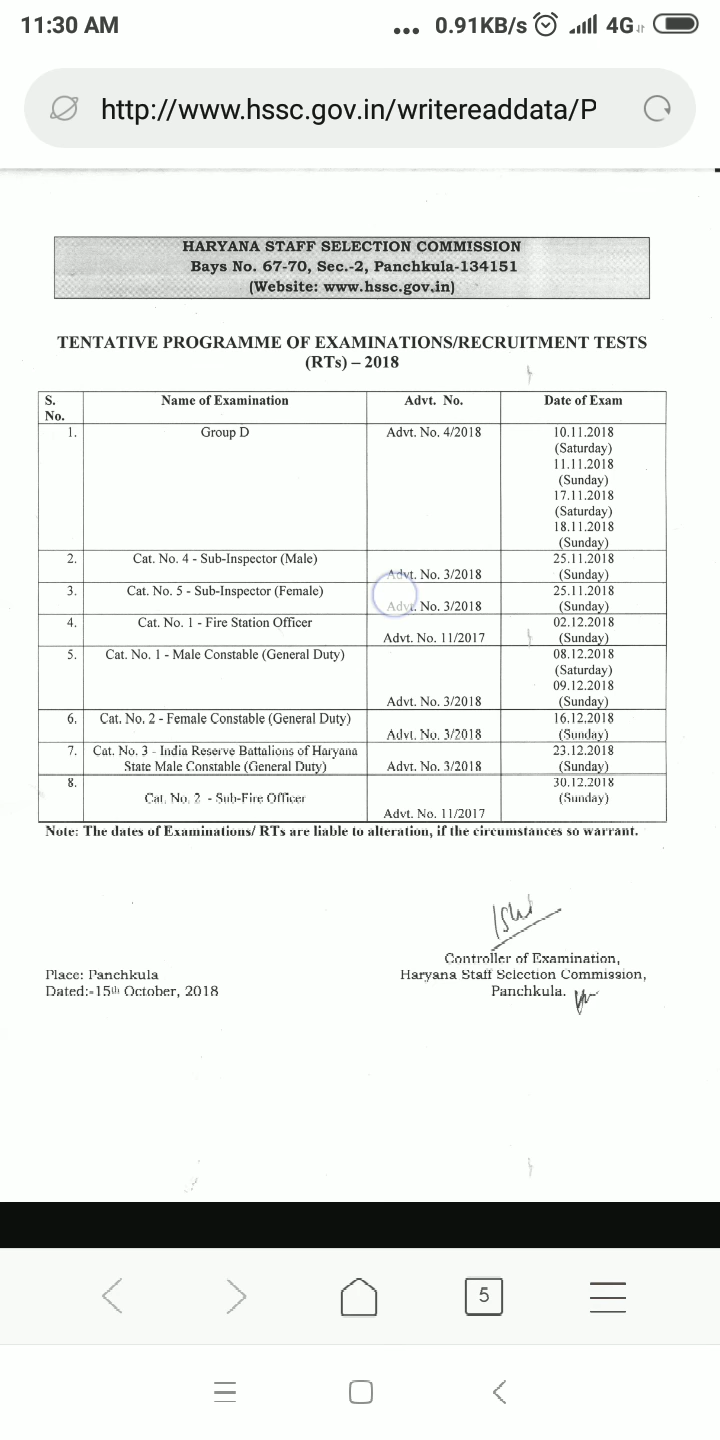 11:30 AM ... 0.91KB/s 4G
http://www.hssc.gov.in/writereaddata/P
HARYANA STAFF SELECTION COMMISSION
Bays No. 67-70, Sec.-2, Panchkula-134151
(Website: www.hssc.gov.in)
TENTATIVE PROGRAMME OF EXAMINATIONS/RECRUITMENT TESTS
(RTs) – 2018
S. No. Name of Examination Advt. No. Date of Exam
1. Group D Advt. No. 4/2018 10.11.2018
(Saturday)
11.11.2018
(Sunday)
17.11.2018
(Saturday)
18.11.2018
(Sunday)
2. Cat. No. 4 - Sub-Inspector (Male) 25.11.2018
Advt. No. 3/2018 (Sunday)
3. Cat. No. 5 - Sub-Inspector (Female) 25.11.2018
Advt. No. 3/2018 (Sunday)
4. Cat. No. 1 - Fire Station Officer 02.12.2018
Advt. No. 11/2017 (Sunday)
5. Cat. No. 1 - Male Constable (General Duty) 08.12.2018
(Saturday)
09.12.2018
Advt. No. 3/2018 (Sunday)
6. Cat. No. 2 - Female Constable (General Duty) 16.12.2018
Advt. No. 3/2018 (Sunday)
7. Cat. No. 3 - India Reserve Battalions of Haryana 23.12.2018
State Male Constable (General Duty) Advt. No. 3/2018 (Sunday)
8. 30.12.2018
Cat. No. 2 - Sub-Fire Officer (Sunday)
Advt. No. 11/2017
Note: The dates of Examinations/ RTs are liable to alteration, if the circumstances so warrant.
Controller of Examination,
Place: Panchkula Haryana Staff Selection Commission,
Dated:-15th October, 2018 Panchkula.
5